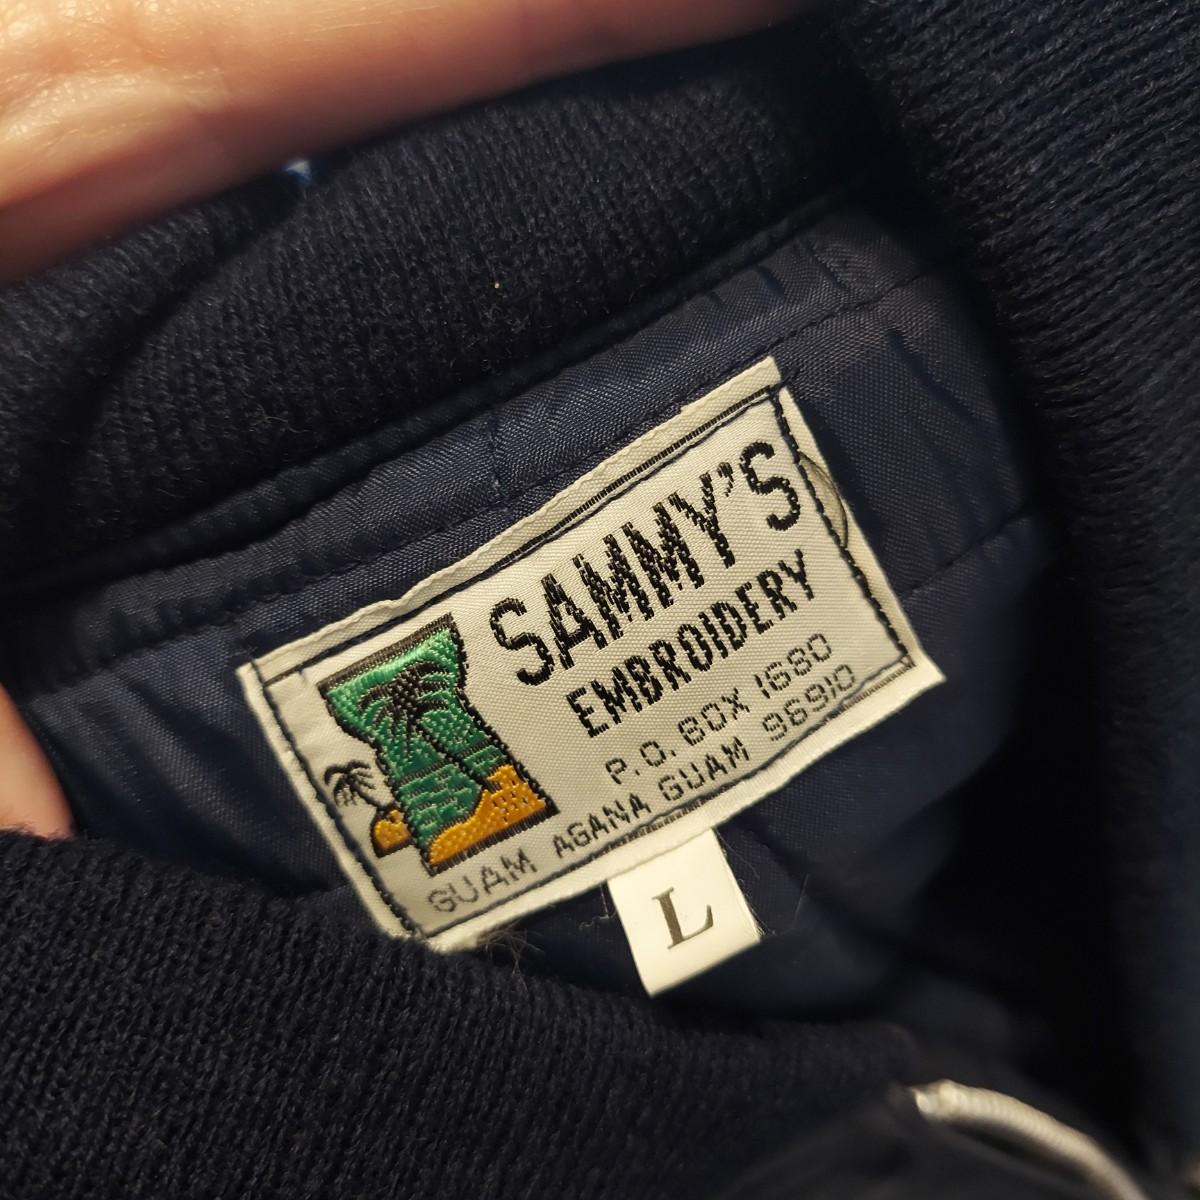 SAMMY'S
EMBROIDERY
P.O. BOX 1680
GUAM AGANA GUAM 96910
L